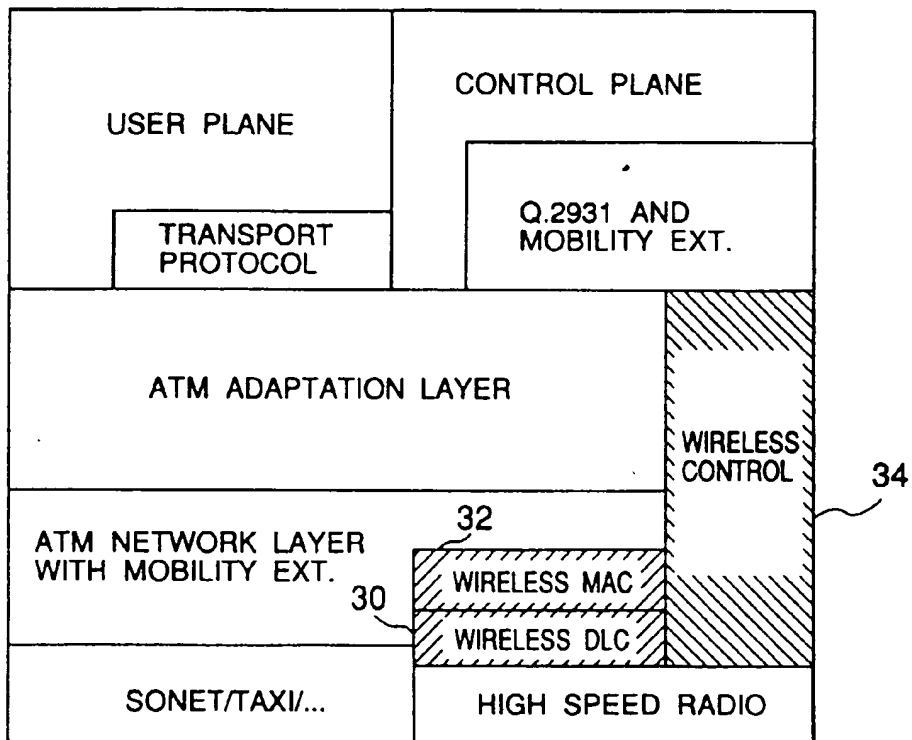 CONTROL PLANE
USER PLANE
Q.2931 AND
MOBILITY EXT.
TRANSPORT
PROTOCOL
ATM ADAPTATION LAYER
WIRELESS
CONTROL
34
32
ATM NETWORK LAYER
WITH MOBILITY EXT.
WIRELESS MAC
30
WIRELESS DLC
SONET/TAXI/...
HIGH SPEED RADIO